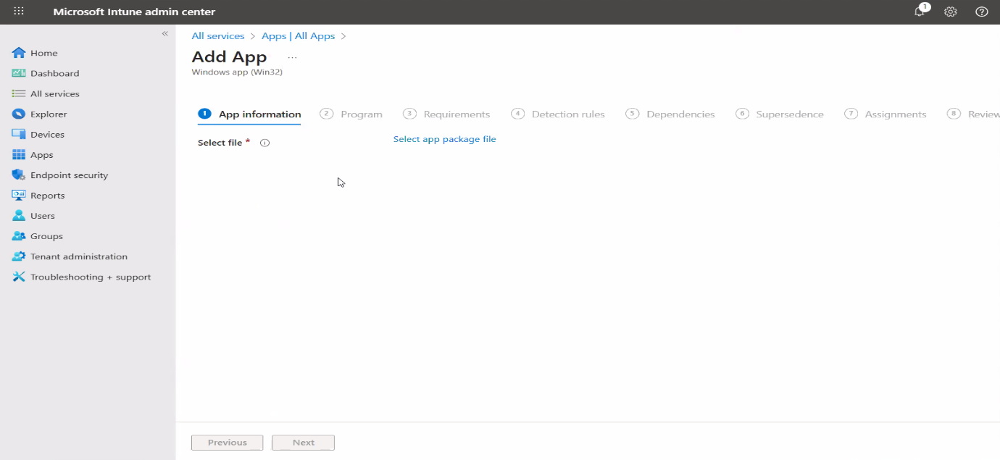 Microsoft Intune admin center
1
«
Home
Dashboard
All services
Explorer
Devices
Apps
Endpoint security
Reports
Users
Groups
Tenant administration
Troubleshooting + support
All services > Apps | All Apps >
Add App ...
Windows app (Win32)
1 App information 2 Program 3 Requirements 4 Detection rules 5 Dependencies 6 Supersedence 7 Assignments 8 Review
Select file * Select app package file
Previous Next